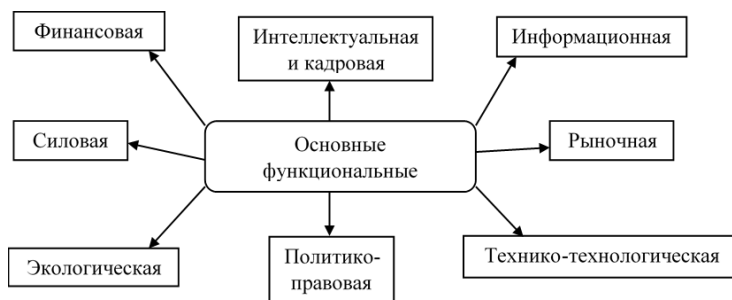 Финансовая
Интеллектуальная
и кадровая
Информационная
Силовая
Основные
функциональные
Рыночная
Экологическая
Политико-
правовая
Технико-технологическая